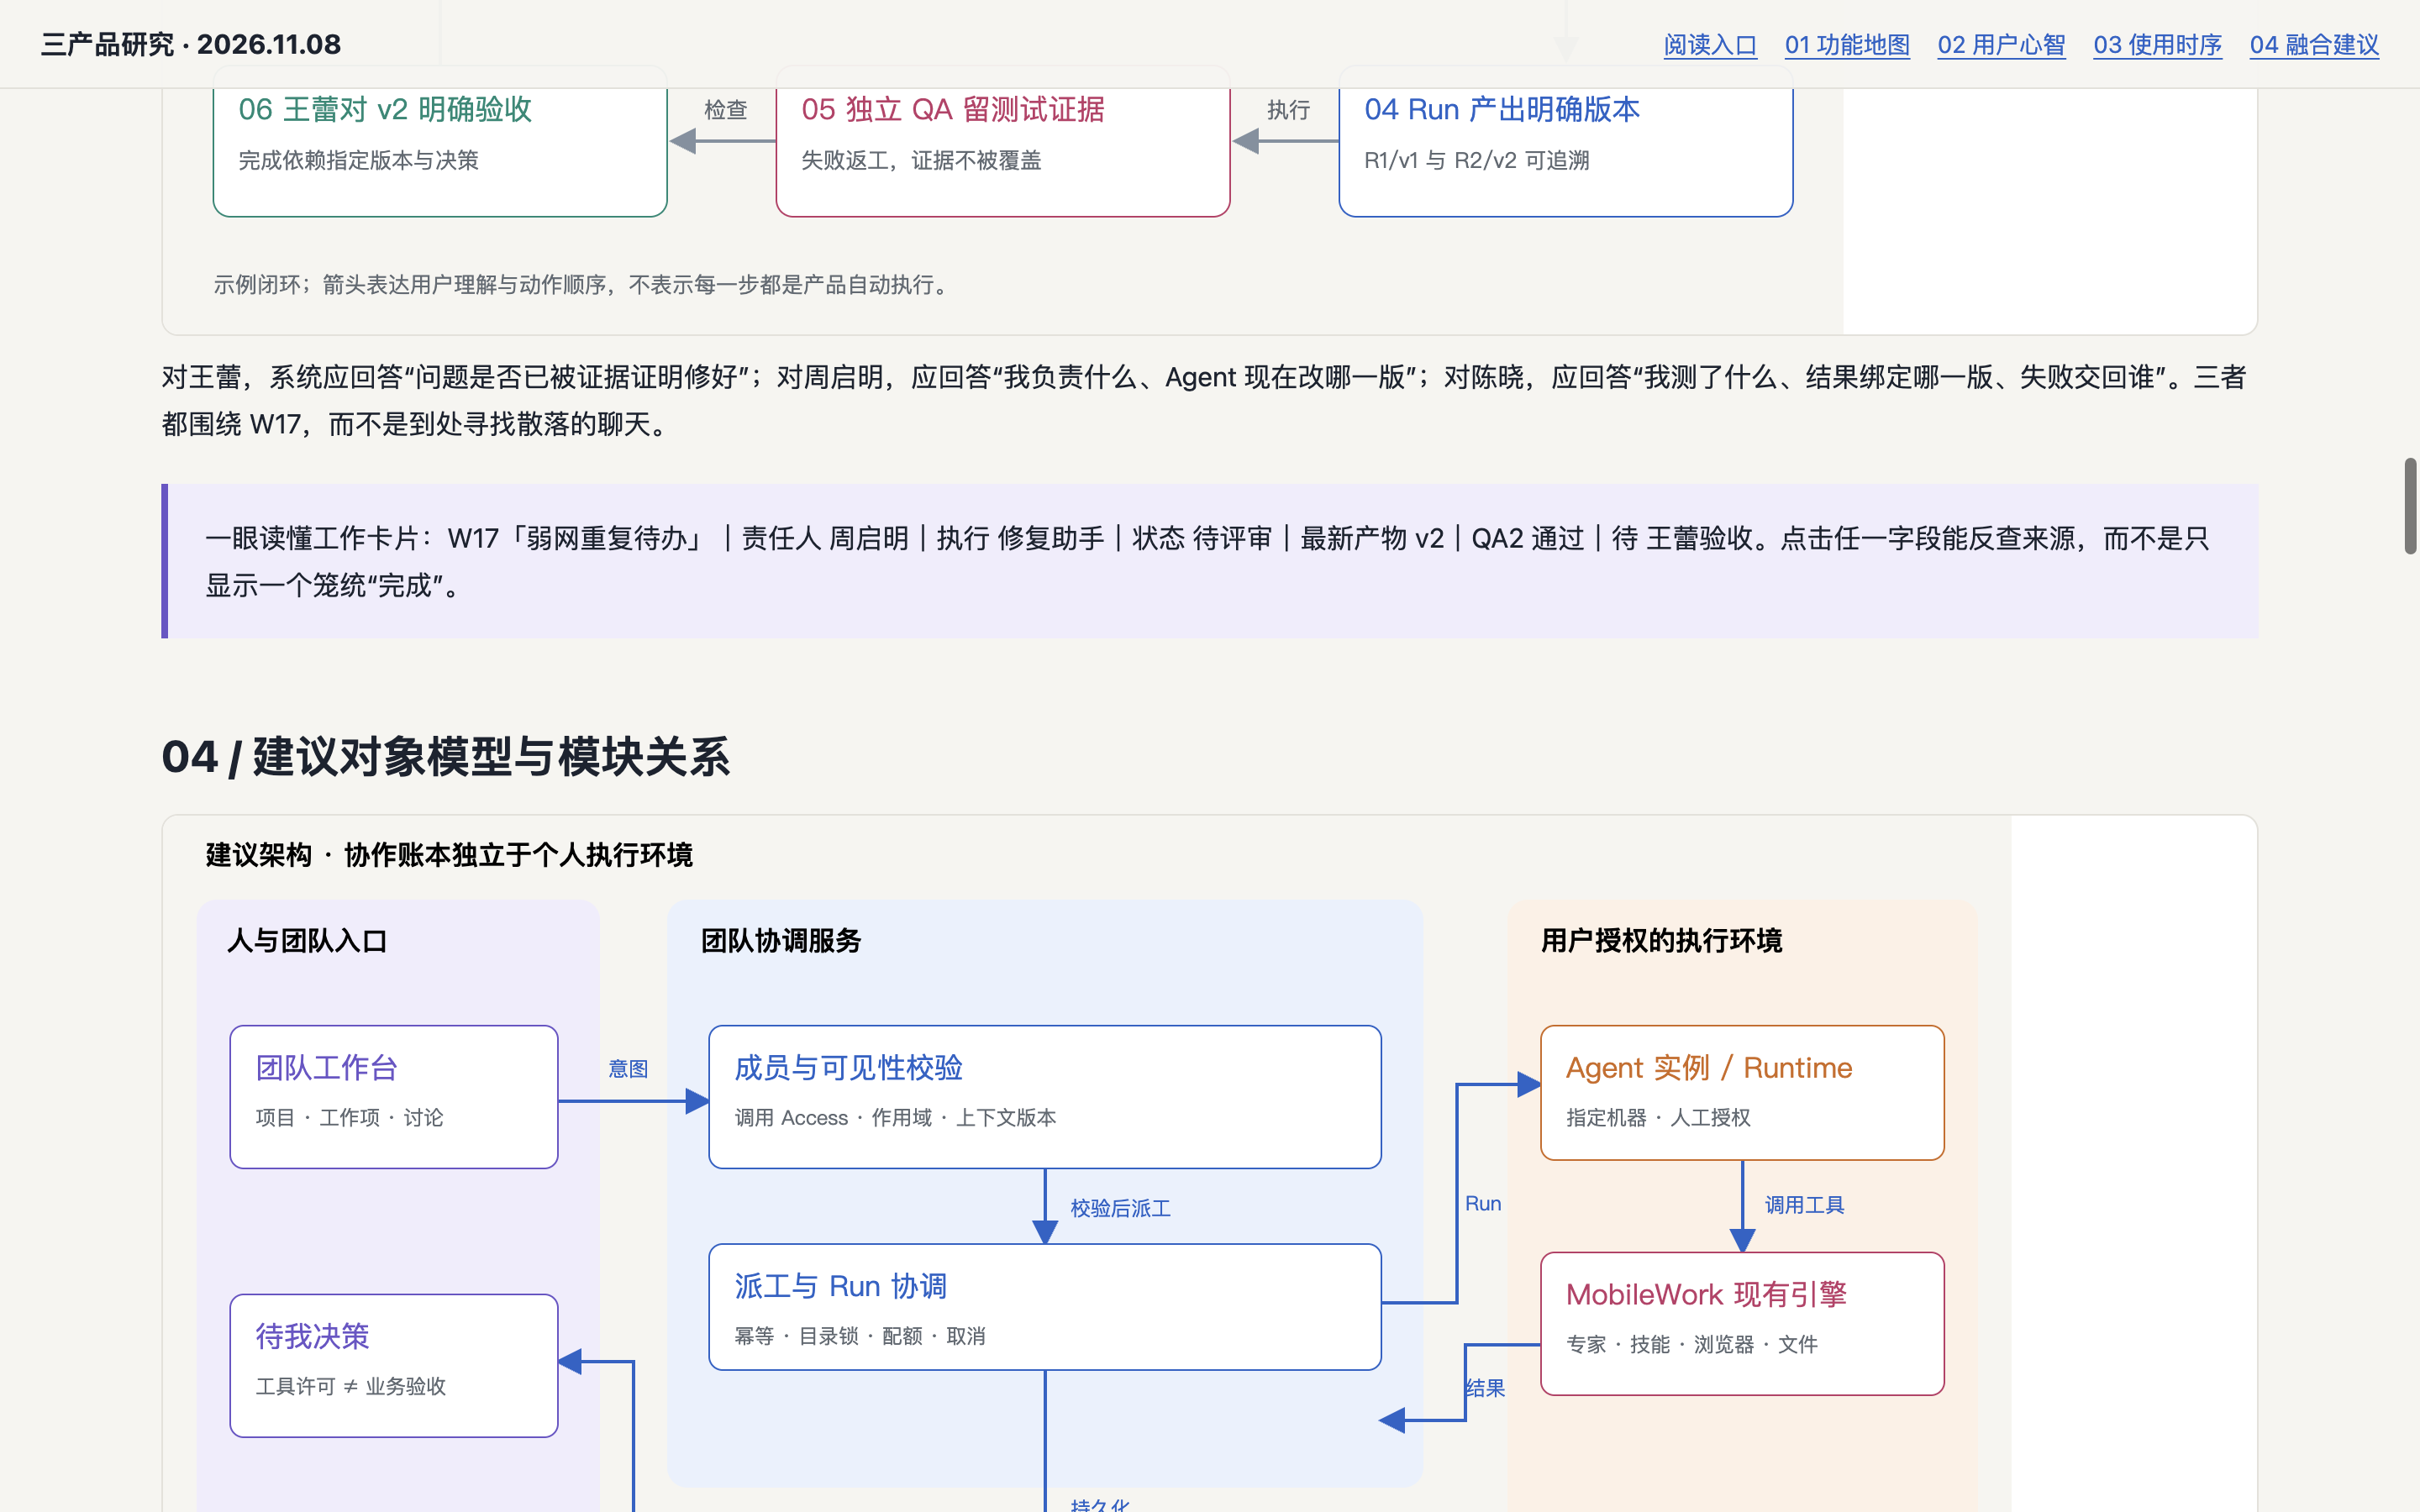 三产品研究 · 2026.11.08
阅读入口 01 功能地图 02 用户心智 03 使用时序 04 融合建议
06 王蕾对 v2 明确验收
完成依赖指定版本与决策
检查
05 独立 QA 留测试证据
失败返工，证据不被覆盖
执行
04 Run 产出明确版本
R1/v1 与 R2/v2 可追溯
示例闭环；箭头表达用户理解与动作顺序，不表示每一步都是产品自动执行。
对王蕾，系统应回答“问题是否已被证据证明修好”；对周启明，应回答“我负责什么、Agent 现在改哪一版”；对陈晓，应回答“我测了什么、结果绑定哪一版、失败交回谁”。三者
都围绕 W17，而不是到处寻找散落的聊天。
一眼读懂工作卡片：W17「弱网重复待办」｜责任人 周启明｜执行 修复助手｜状态 待评审｜最新产物 v2｜QA2 通过｜待 王蕾验收。点击任一字段能反查来源，而不是只
显示一个笼统“完成”。
04 / 建议对象模型与模块关系
建议架构 · 协作账本独立于个人执行环境
人与团队入口
团队工作台
项目 · 工作项 · 讨论
待我决策
工具许可 ≠ 业务验收
意图
团队协调服务
成员与可见性校验
调用 Access · 作用域 · 上下文版本
校验后派工
派工与 Run 协调
幂等 · 目录锁 · 配额 · 取消
持久化
Run
结果
用户授权的执行环境
Agent 实例 / Runtime
指定机器 · 人工授权
调用工具
MobileWork 现有引擎
专家 · 技能 · 浏览器 · 文件